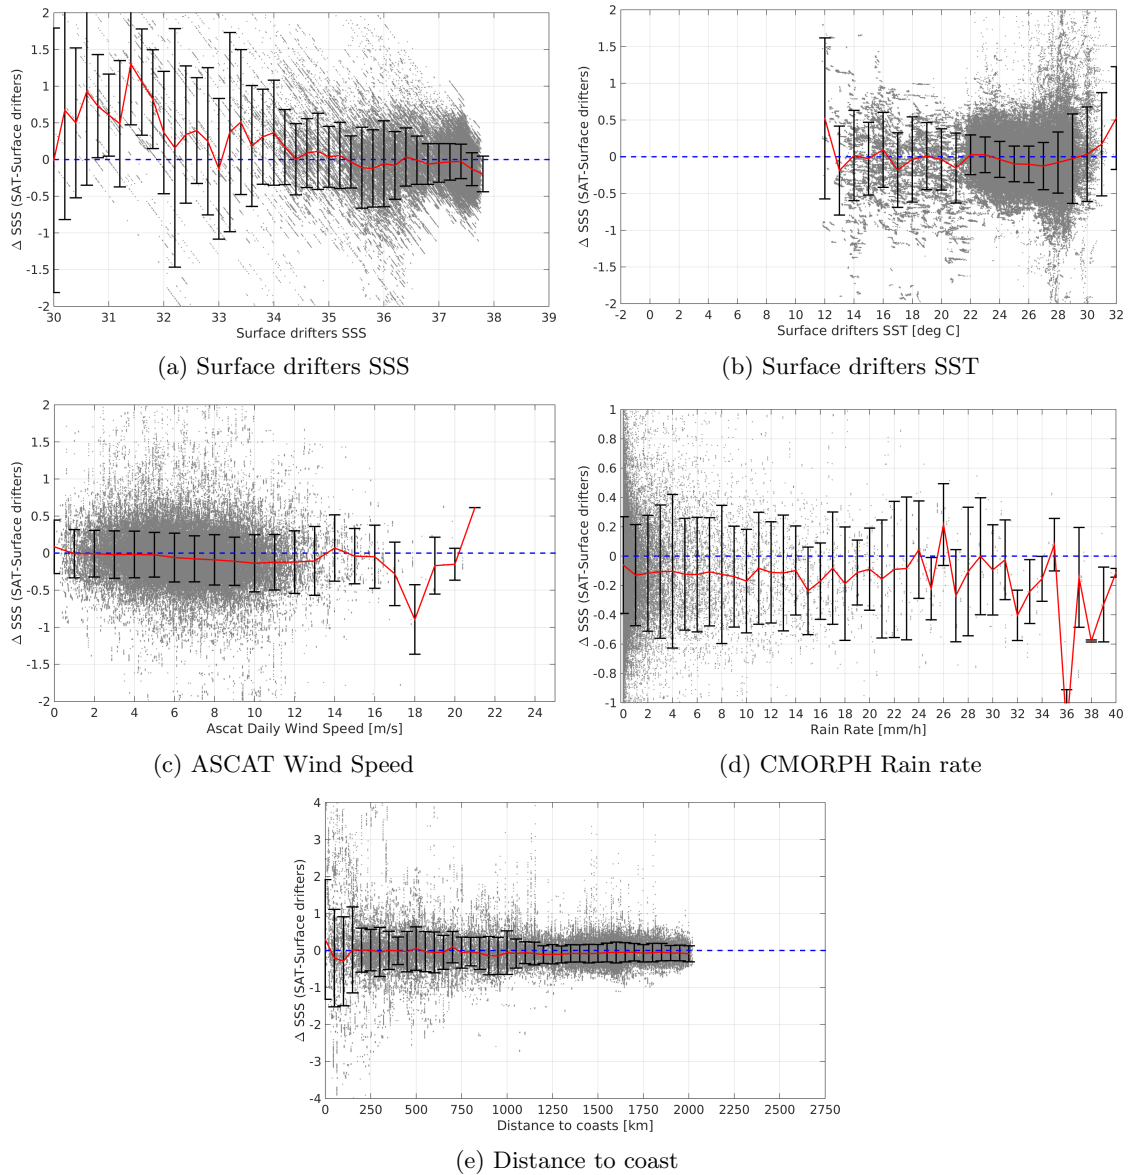 2
1.5
1
0.5
0
-0.5
-1
-1.5
-2
Δ SSS (SAT-Surface drifters)
30 31 32 33 34 35 36 37 38 39
Surface drifters SSS
(a) Surface drifters SSS
2
1.5
1
0.5
0
-0.5
-1
-1.5
-2
Δ SSS (SAT-Surface drifters)
-2 0 2 4 6 8 10 12 14 16 18 20 22 24 26 28 30 32
Surface drifters SST [deg C]
(b) Surface drifters SST
2
1.5
1
0.5
0
-0.5
-1
-1.5
-2
Δ SSS (SAT-Surface drifters)
0 2 4 6 8 10 12 14 16 18 20 22 24
Ascat Daily Wind Speed [m/s]
(c) ASCAT Wind Speed
1
0.8
0.6
0.4
0.2
0
-0.2
-0.4
-0.6
-0.8
-1
Δ SSS (SAT-Surface drifters)
0 2 4 6 8 10 12 14 16 18 20 22 24 26 28 30 32 34 36 38 40
Rain Rate [mm/h]
(d) CMORPH Rain rate
4
3
2
1
0
-1
-2
-3
-4
Δ SSS (SAT-Surface drifters)
0 250 500 750 1000 1250 1500 1750 2000 2250 2500 2750
Distance to coasts [km]
(e) Distance to coast